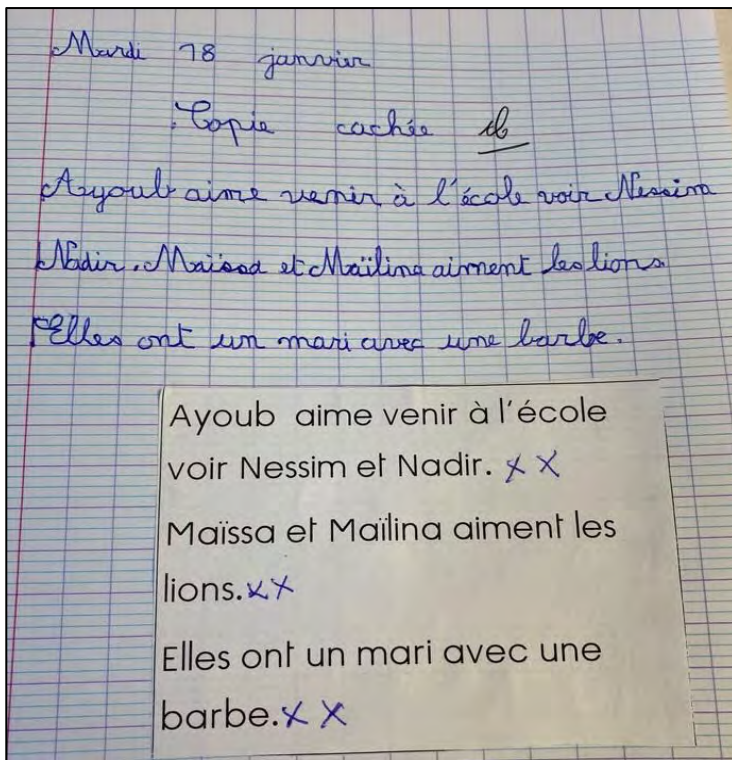 Mardi 18 janvier
Copie cachée
Ayoub aime venir à l'école voir Nessim
Nadir. Maïssa et Maïlina aiment les lions.
Elles ont un mari avec une barbe.
Ayoub aime venir à l'école
voir Nessim et Nadir. x x
Maïssa et Maïlina aiment les
lions. x x
Elles ont un mari avec une
barbe. x x